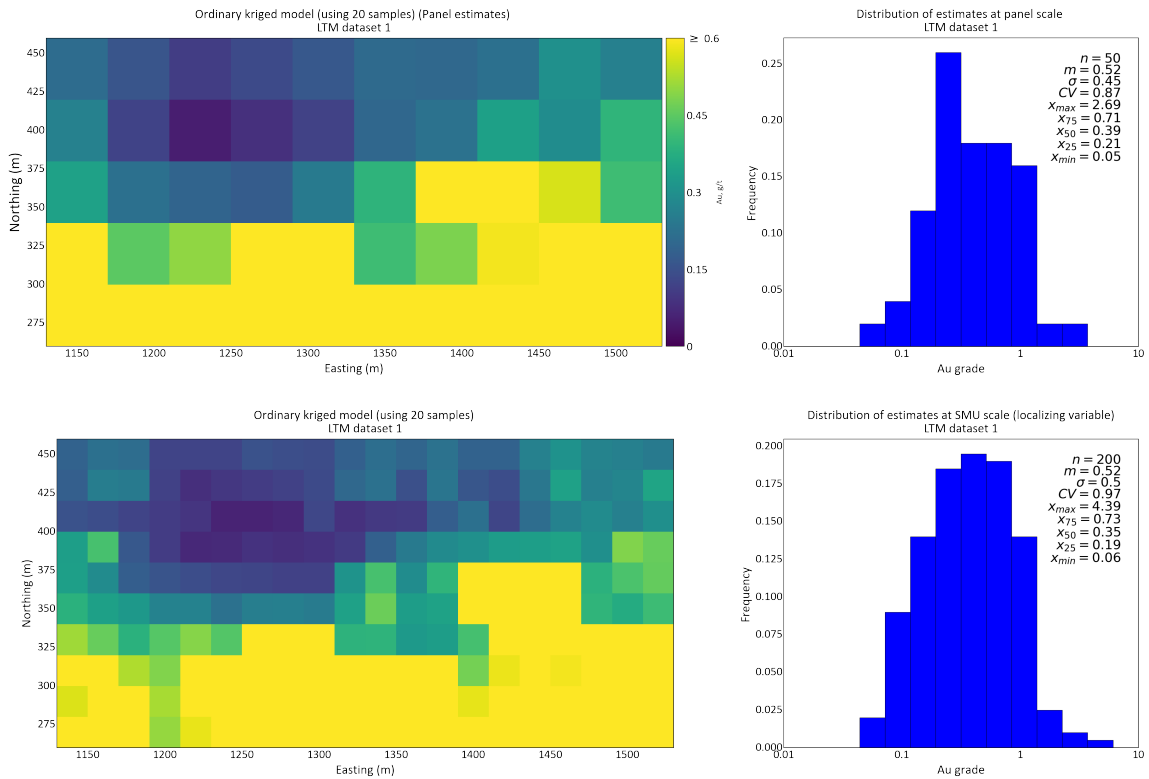 Ordinary kriged model (using 20 samples) (Panel estimates)
LTM dataset 1
450
425
400
375
350
325
300
275
Northing (m)
1150
1200
1250
1300
1350
1400
1450
1500
Easting (m)
≥ 0.6
0.45
0.3
0.15
0
Au, g/t
Distribution of estimates at panel scale
LTM dataset 1
0.25
0.20
0.15
0.10
0.05
0.00
Frequency
n = 50
m = 0.52
σ = 0.45
CV = 0.87
xmax = 2.69
x75 = 0.71
x50 = 0.39
x25 = 0.21
xmin = 0.05
0.01
0.1
1
10
Au grade
Ordinary kriged model (using 20 samples)
LTM dataset 1
450
425
400
375
350
325
300
275
Northing (m)
1150
1200
1250
1300
1350
1400
1450
1500
Easting (m)
Distribution of estimates at SMU scale (localizing variable)
LTM dataset 1
0.200
0.175
0.150
0.125
0.100
0.075
0.050
0.025
0.000
Frequency
n = 200
m = 0.52
σ = 0.5
CV = 0.97
xmax = 4.39
x75 = 0.73
x50 = 0.35
x25 = 0.19
xmin = 0.06
0.01
0.1
1
10
Au grade